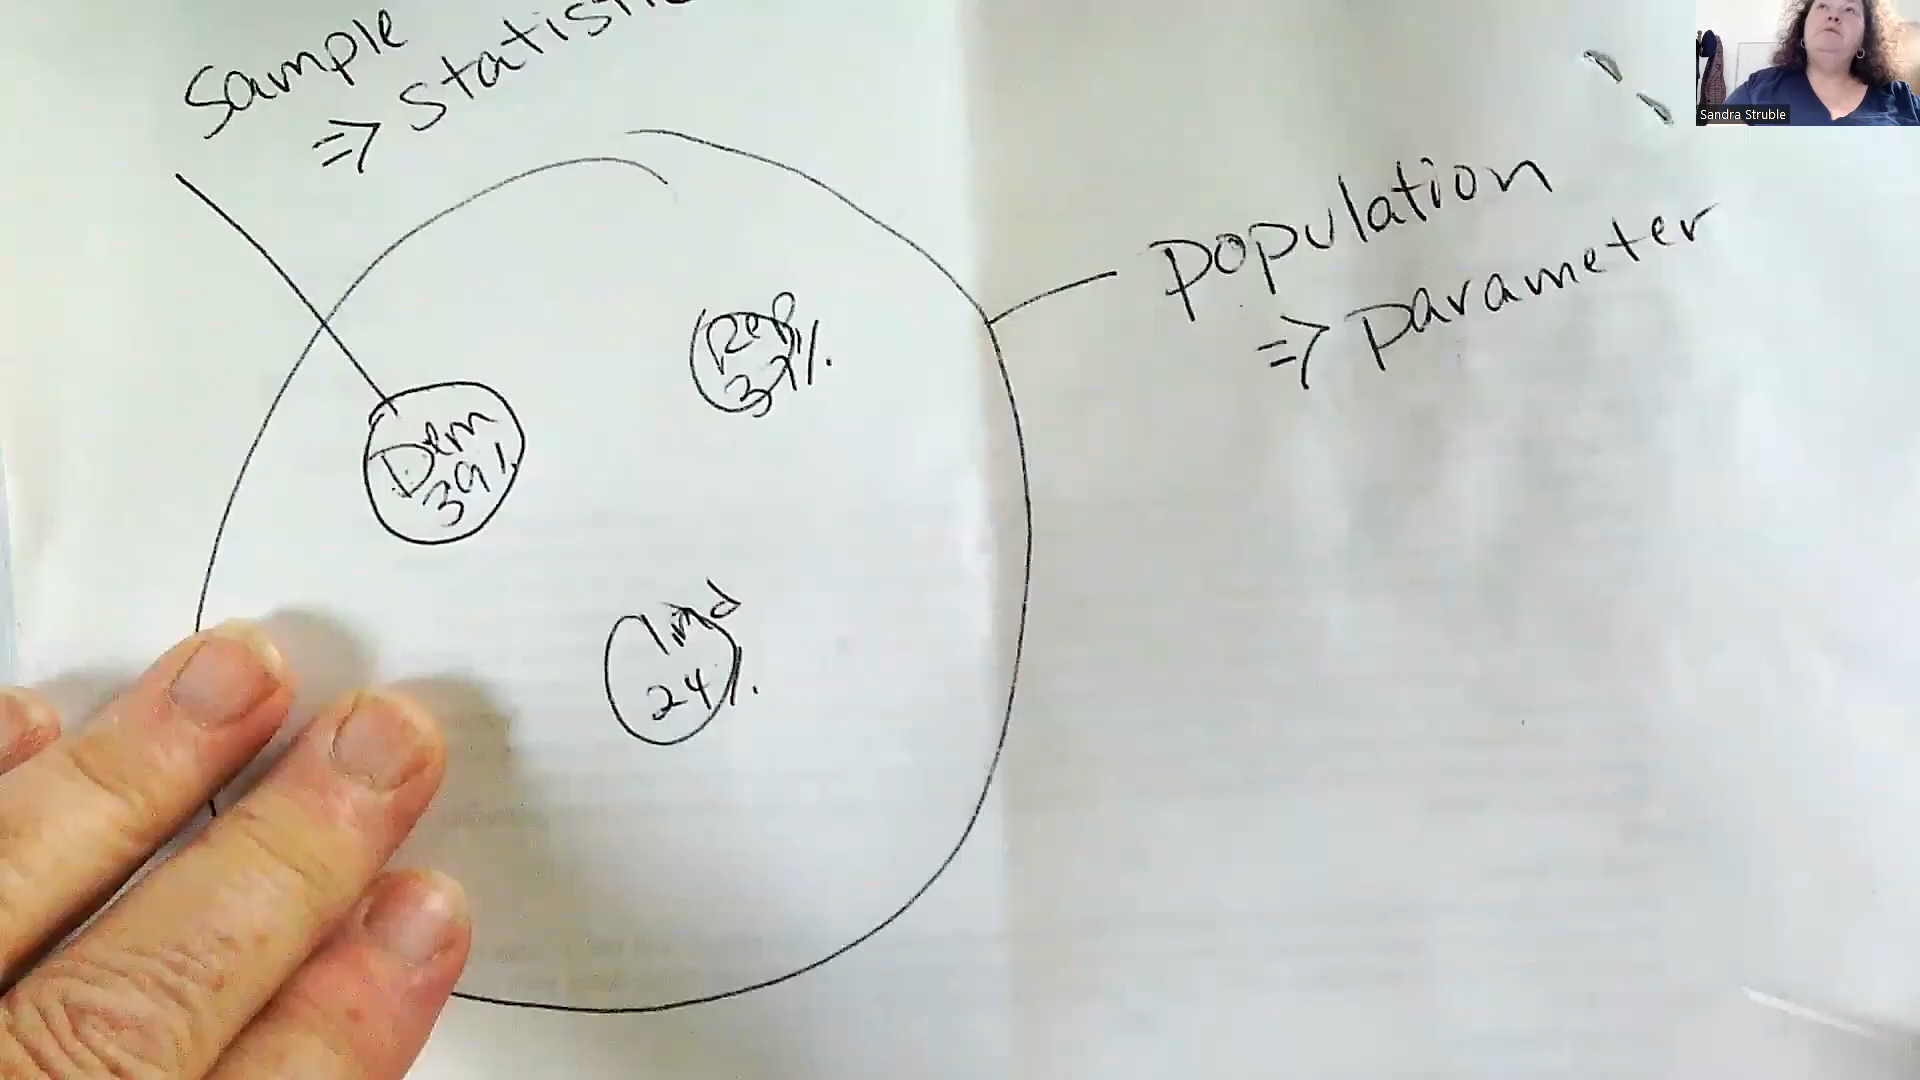 Sample
=> statistic
Sandra Struble
population
=> parameter
Rep
37%
Dem
39%
Ind
24%